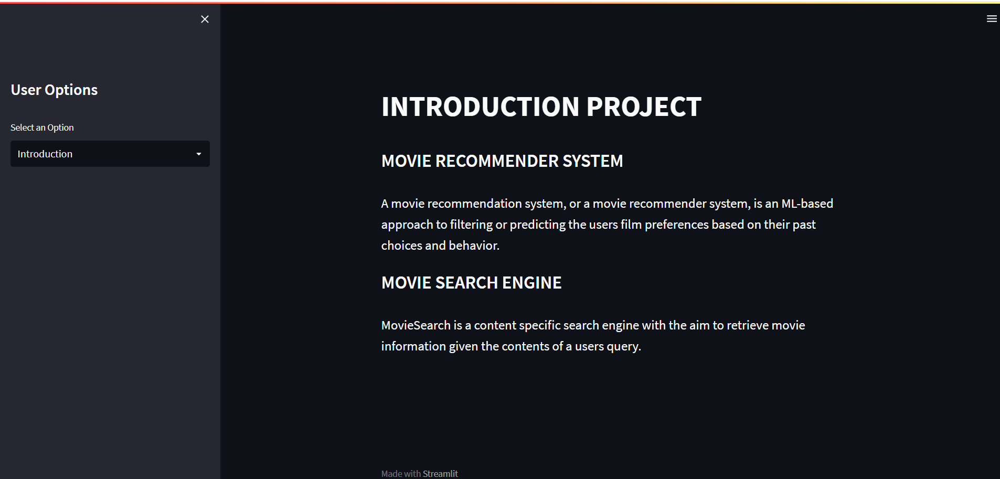 User Options
Select an Option
Introduction
INTRODUCTION PROJECT
MOVIE RECOMMENDER SYSTEM
A movie recommendation system, or a movie recommender system, is an ML-based
approach to filtering or predicting the users film preferences based on their past
choices and behavior.
MOVIE SEARCH ENGINE
MovieSearch is a content specific search engine with the aim to retrieve movie
information given the contents of a users query.
Made with Streamlit